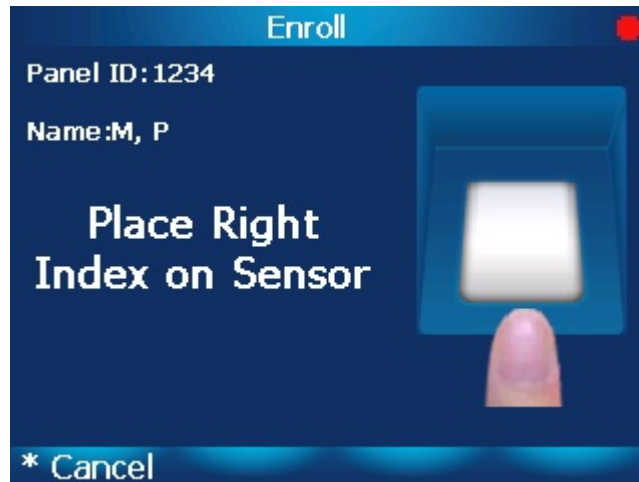 Enroll
Panel ID:1234
Name:M, P
Place Right
Index on Sensor
* Cancel